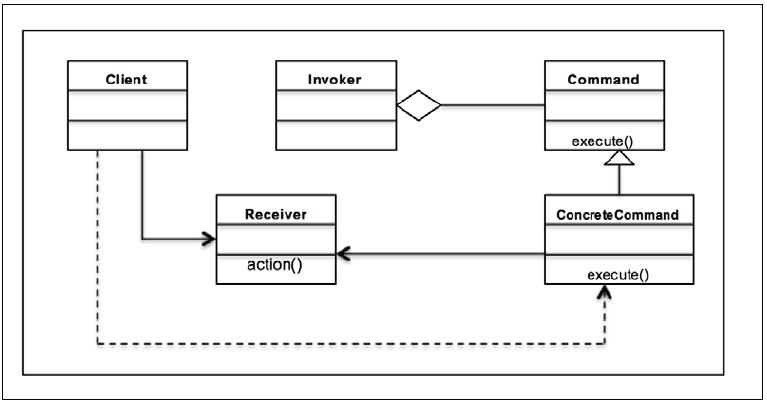 Client
Invoker
Command
execute()
Receiver
ConcreteCommand
action()
execute()